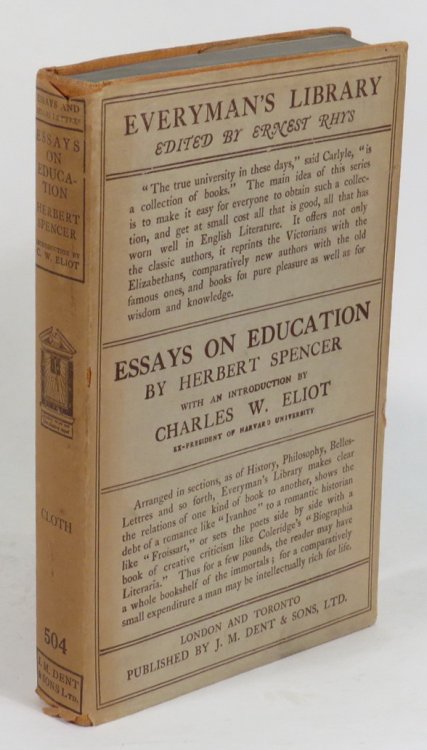 ESSAYS AND
ESSAYS
ON
EDUCA-
TION
HERBERT
SPENCER
INTRODUCTION BY
C. W. ELIOT
CLOTH
504
J. M. DENT
& SONS LTD.
EVERYMAN'S LIBRARY
EDITED BY ERNEST RHYS
"The true university in these days," said Carlyle, "is
a collection of books." The main idea of this series
is to make it easy for everyone to obtain such a collec-
tion, and get at small cost all that is good, all that has
worn well in English Literature. It offers not only
the classic authors, it reprints the Victorians with the
Elizabethans, comparatively new authors with the old
famous ones, and books for pure pleasure as well as for
wisdom and knowledge.
ESSAYS ON EDUCATION
BY HERBERT SPENCER
WITH AN INTRODUCTION BY
CHARLES W. ELIOT
EX-PRESIDENT OF HARVARD UNIVERSITY
Arranged in sections, as of History, Philosophy, Belles-
Lettres and so forth, Everyman's Library makes clear
the relations of one kind of book to another, shows the
debt of a romance like "Ivanhoe" to a romantic historian
like "Froissart," or sets the poets side by side with a
book of creative criticism like Coleridge's "Biographia
Literaria." Thus for a few pounds, the reader may have
a whole bookshelf of the immortals; for a comparatively
small expenditure a man may be intellectually rich for life.
LONDON AND TORONTO
PUBLISHED BY J. M. DENT & SONS, LTD.